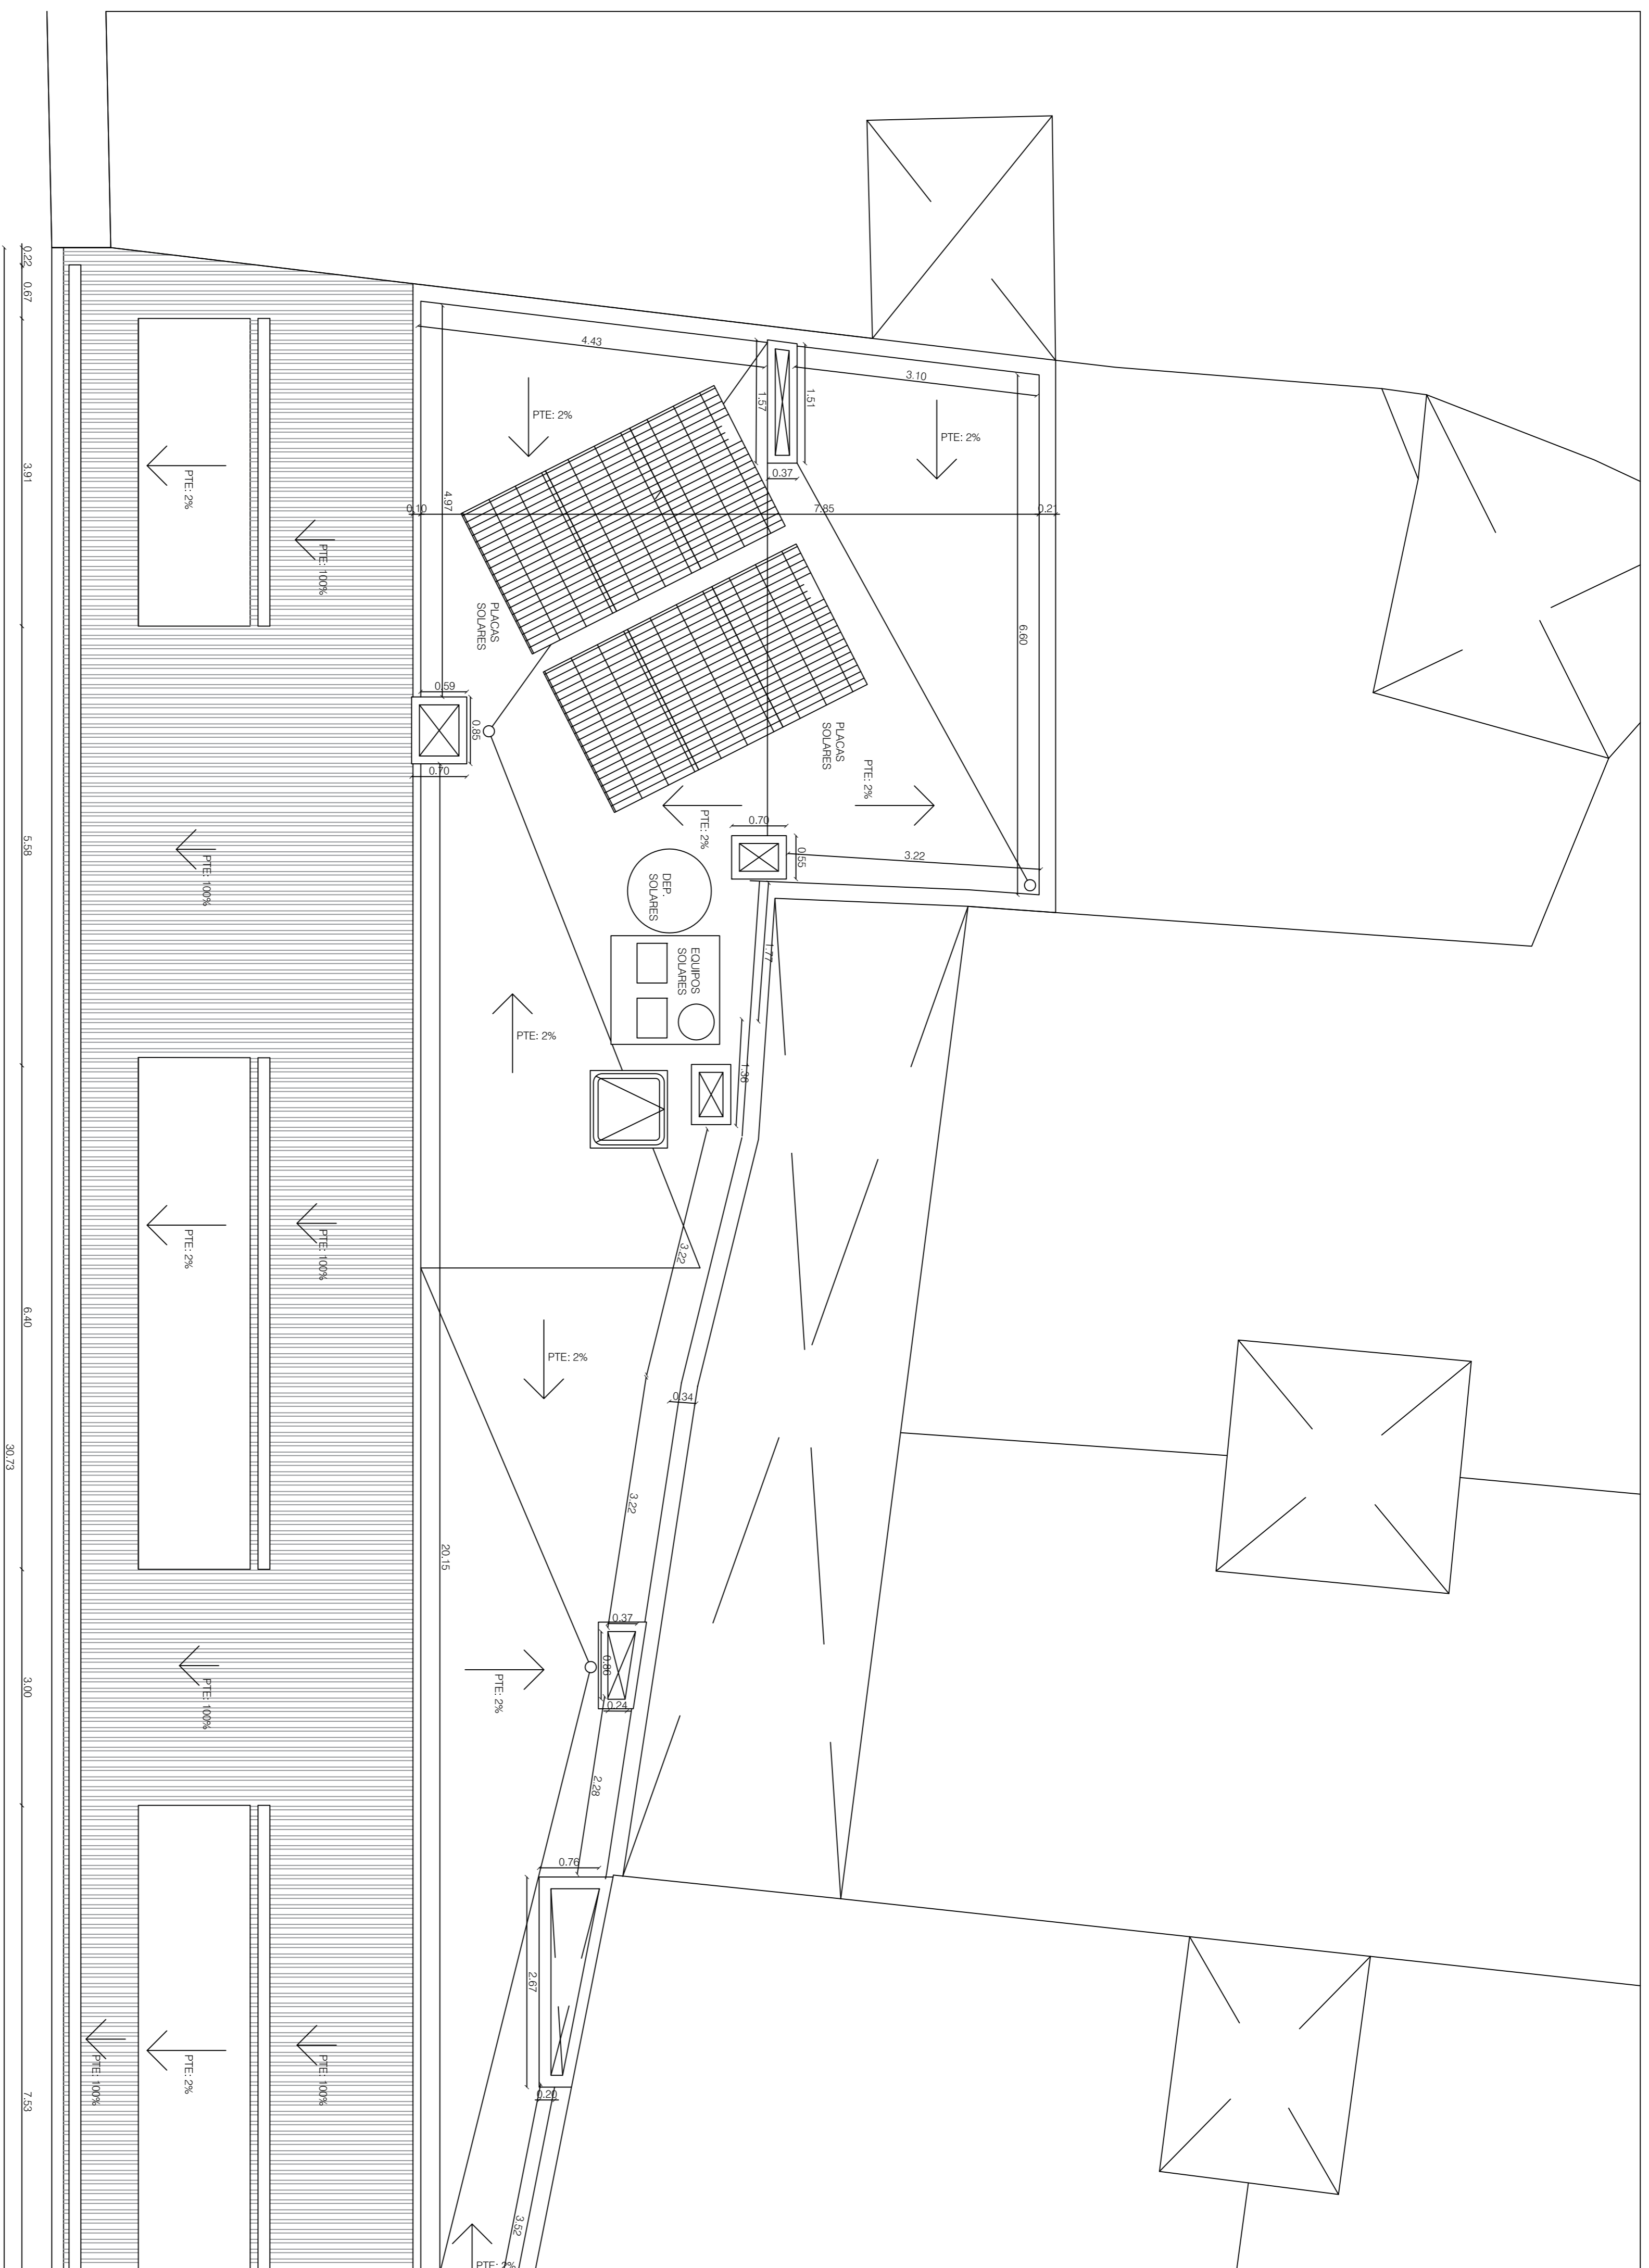 0.22
0.67
3.91
5.58
6.40
30.73
3.00
7.53
PTE: 2%
PTE: 100%
PTE: 100%
PTE: 2%
PTE: 100%
PTE: 100%
PTE: 100%
PTE: 2%
PTE: 100%
4.43
3.10
1.57
1.51
PTE: 2%
PTE: 2%
0.37
4.97
0.10
7.85
0.21
PLACAS
SOLARES
6.60
0.59
0.85
0.70
PLACAS
SOLARES
PTE: 2%
PTE: 2%
0.70
0.55
3.22
DEP.
SOLARES
EQUIPOS
SOLARES
1.77
PTE: 2%
1.36
3.22
PTE: 2%
0.34
3.22
20.15
0.37
0.86
0.24
PTE: 2%
2.28
0.76
2.67
0.20
3.52
PTE: 2%